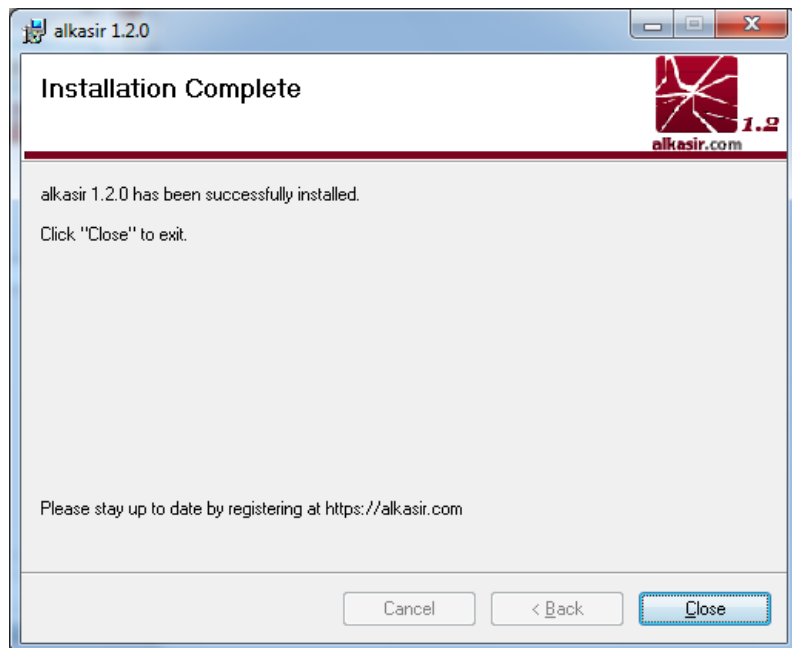 alkasir 1.2.0
Installation Complete
1.2
alkasir.com
alkasir 1.2.0 has been successfully installed.
Click "Close" to exit.
Please stay up to date by registering at https://alkasir.com
Cancel
< Back
Close